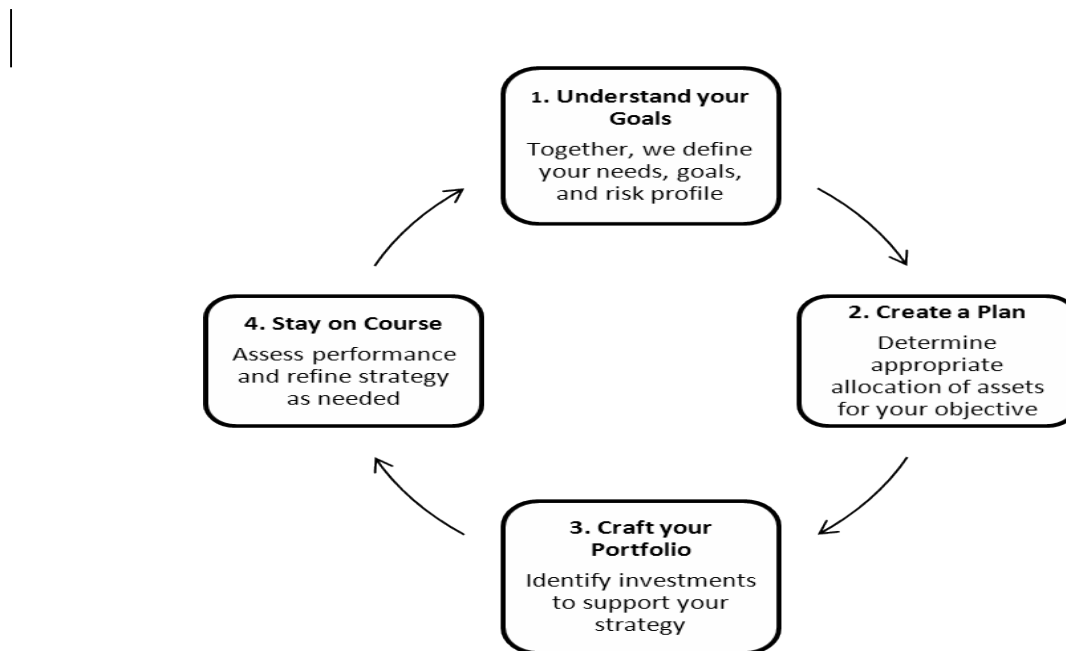 1. Understand your
Goals
Together, we define
your needs, goals,
and risk profile
2. Create a Plan
Determine
appropriate
allocation of assets
for your objective
3. Craft your
Portfolio
Identify investments
to support your
strategy
4. Stay on Course
Assess performance
and refine strategy
as needed